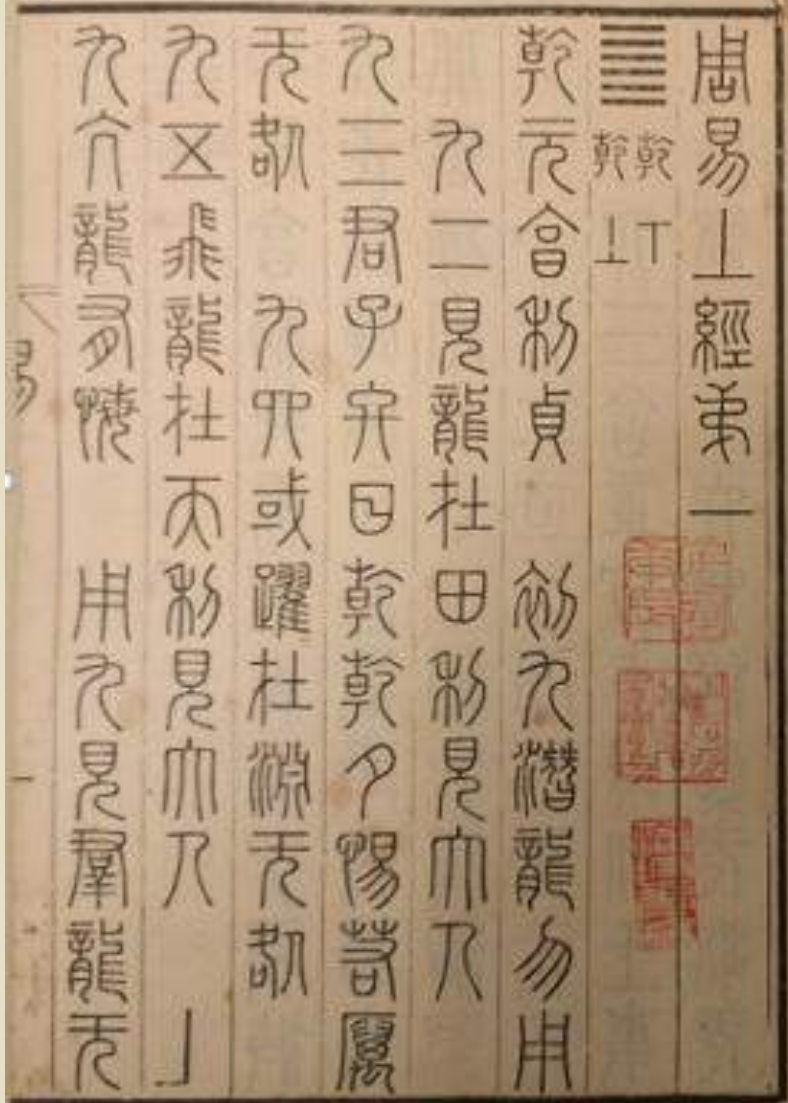 周易上經弟一
䷀ 乾下乾上
乾元亯利貞 初九潛龍勿用
九二見龍在田利見大人
九三君子終日乾乾夕惕若厲
无咎 九四或躍在淵无咎
九五飛龍在天利見大人 上
九亢龍有悔 用九見羣龍无